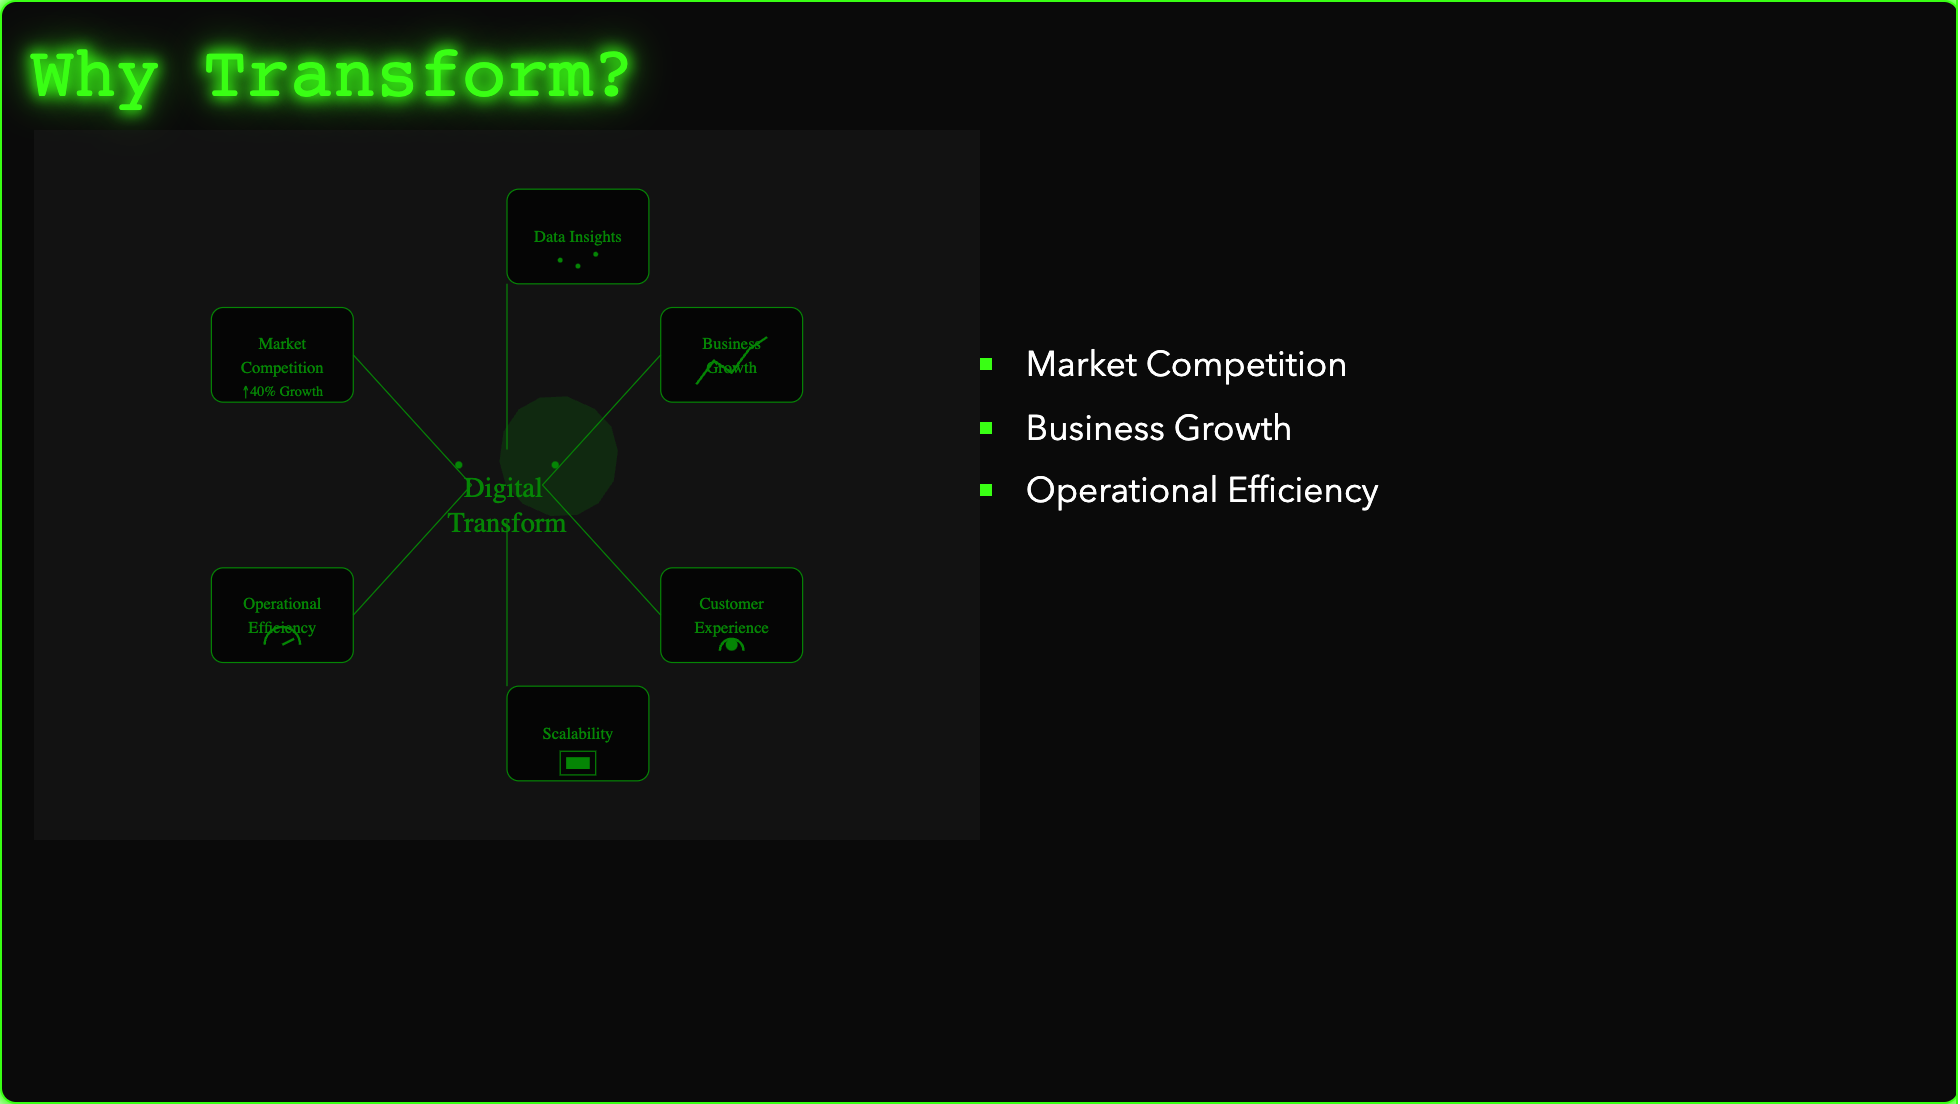 Why Transform?
Data Insights
Market
Competition
↑40% Growth
Business
Growth
Digital
Transform
Operational
Efficiency
Customer
Experience
Scalability
Market Competition
Business Growth
Operational Efficiency